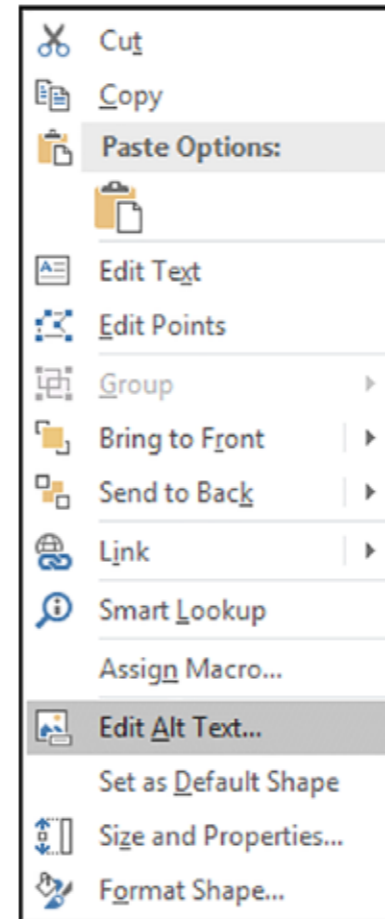 Cut
Copy
Paste Options:
Edit Text
Edit Points
Group
Bring to Front
Send to Back
Link
Smart Lookup
Assign Macro...
Edit Alt Text...
Set as Default Shape
Size and Properties...
Format Shape...